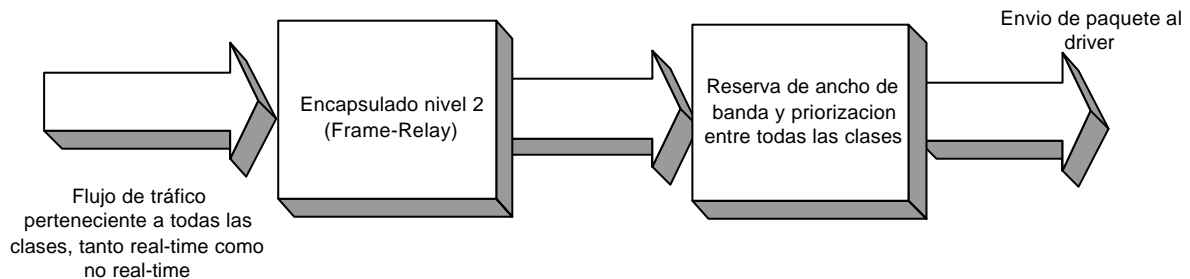 Flujo de tráfico
perteneciente a todas las
clases, tanto real-time como
no real-time
Encapsulado nivel 2
(Frame-Relay)
Reserva de ancho de
banda y priorizacion
entre todas las clases
Envio de paquete al
driver